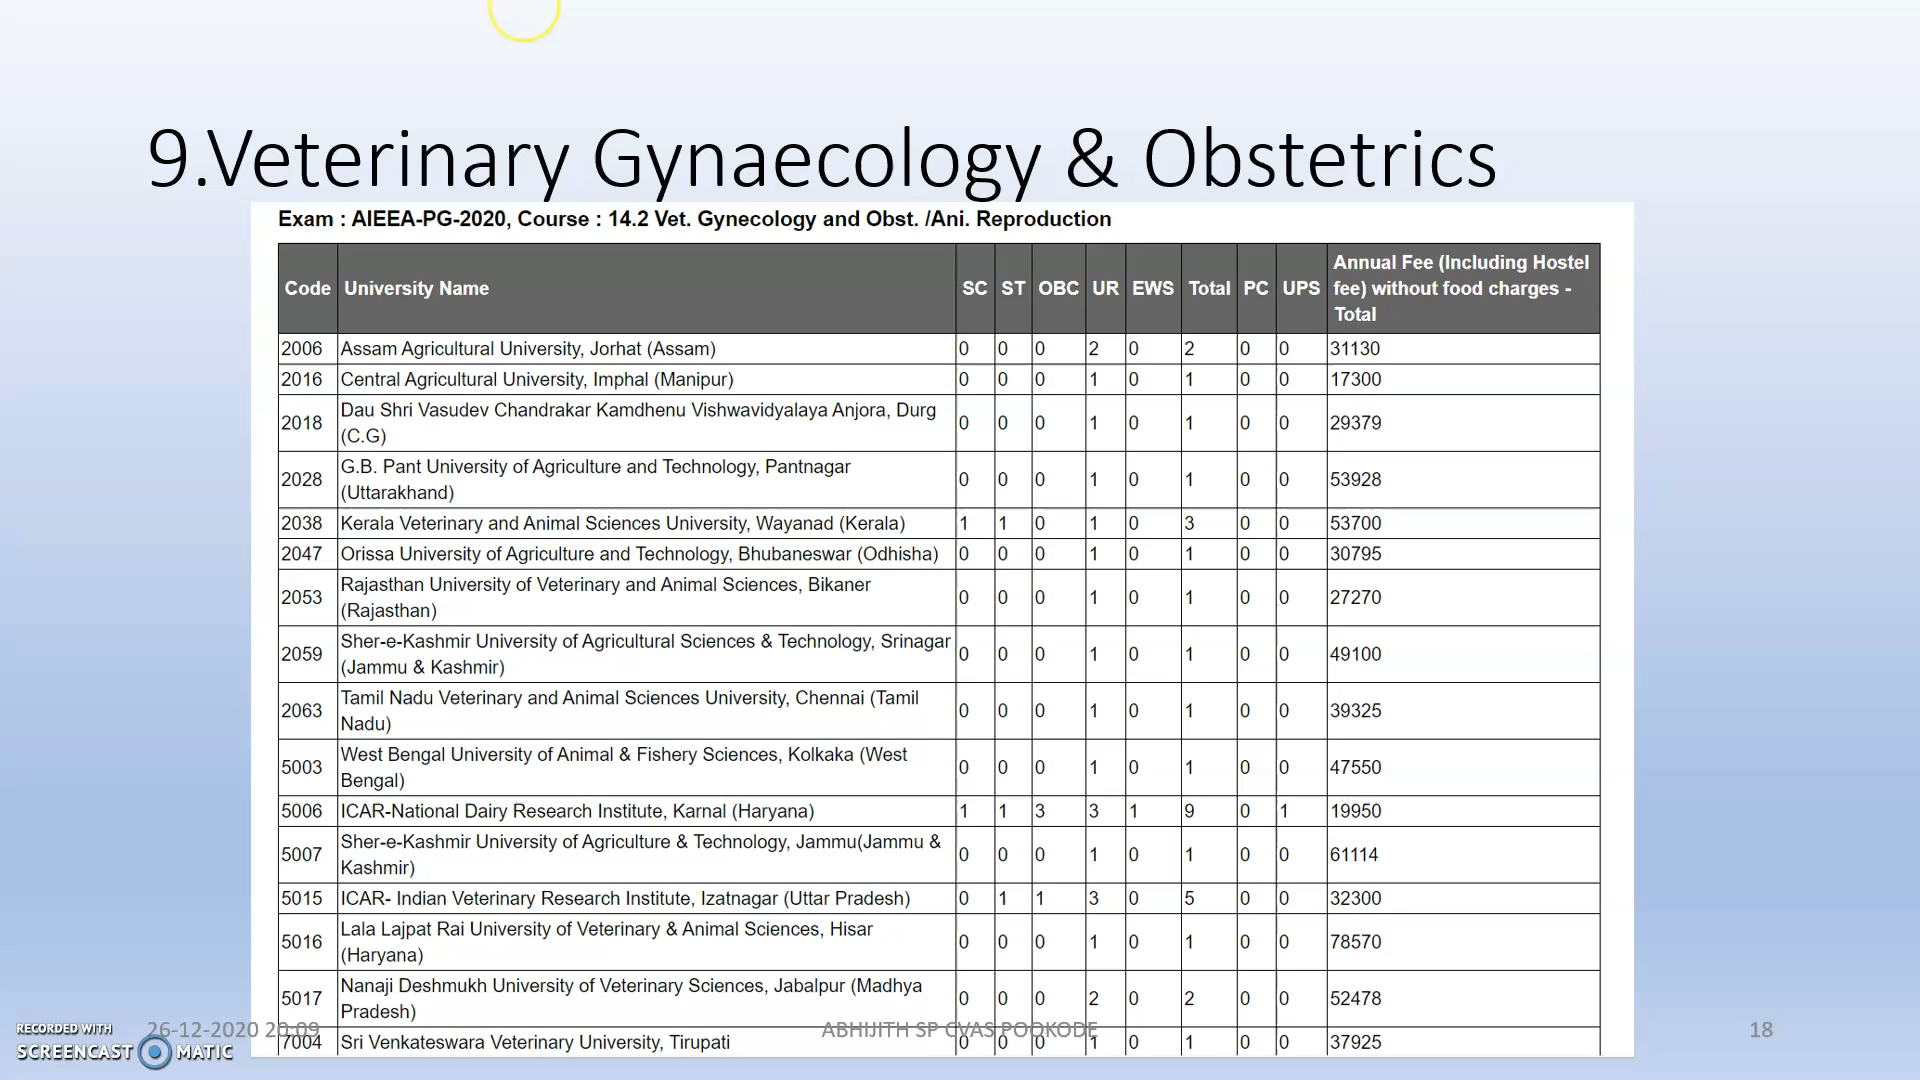 9.Veterinary Gynaecology & Obstetrics
Exam : AIEEA-PG-2020, Course : 14.2 Vet. Gynecology and Obst. /Ani. Reproduction
Code University Name SC ST OBC UR EWS Total PC UPS Annual Fee (Including Hostel
fee) without food charges -
Total
2006 Assam Agricultural University, Jorhat (Assam) 0 0 0 2 0 2 0 0 31130
2016 Central Agricultural University, Imphal (Manipur) 0 0 0 1 0 1 0 0 17300
2018 Dau Shri Vasudev Chandrakar Kamdhenu Vishwavidyalaya Anjora, Durg
(C.G) 0 0 0 1 0 1 0 0 29379
2028 G.B. Pant University of Agriculture and Technology, Pantnagar
(Uttarakhand) 0 0 0 1 0 1 0 0 53928
2038 Kerala Veterinary and Animal Sciences University, Wayanad (Kerala) 1 1 0 1 0 3 0 0 53700
2047 Orissa University of Agriculture and Technology, Bhubaneswar (Odhisha) 0 0 0 1 0 1 0 0 30795
2053 Rajasthan University of Veterinary and Animal Sciences, Bikaner
(Rajasthan) 0 0 0 1 0 1 0 0 27270
2059 Sher-e-Kashmir University of Agricultural Sciences & Technology, Srinagar
(Jammu & Kashmir) 0 0 0 1 0 1 0 0 49100
2063 Tamil Nadu Veterinary and Animal Sciences University, Chennai (Tamil
Nadu) 0 0 0 1 0 1 0 0 39325
5003 West Bengal University of Animal & Fishery Sciences, Kolkaka (West
Bengal) 0 0 0 1 0 1 0 0 47550
5006 ICAR-National Dairy Research Institute, Karnal (Haryana) 1 1 3 3 1 9 0 1 19950
5007 Sher-e-Kashmir University of Agriculture & Technology, Jammu(Jammu &
Kashmir) 0 0 0 1 0 1 0 0 61114
5015 ICAR- Indian Veterinary Research Institute, Izatnagar (Uttar Pradesh) 0 1 1 3 0 5 0 0 32300
5016 Lala Lajpat Rai University of Veterinary & Animal Sciences, Hisar
(Haryana) 0 0 0 1 0 1 0 0 78570
5017 Nanaji Deshmukh University of Veterinary Sciences, Jabalpur (Madhya
Pradesh) 0 0 0 2 0 2 0 0 52478
7004 Sri Venkateswara Veterinary University, Tirupati 0 0 0 1 0 1 0 0 37925
26-12-2020 20:09 ABHIJITH SP CVAS POOKODE 18
RECORDED WITH
SCREENCAST MATIC